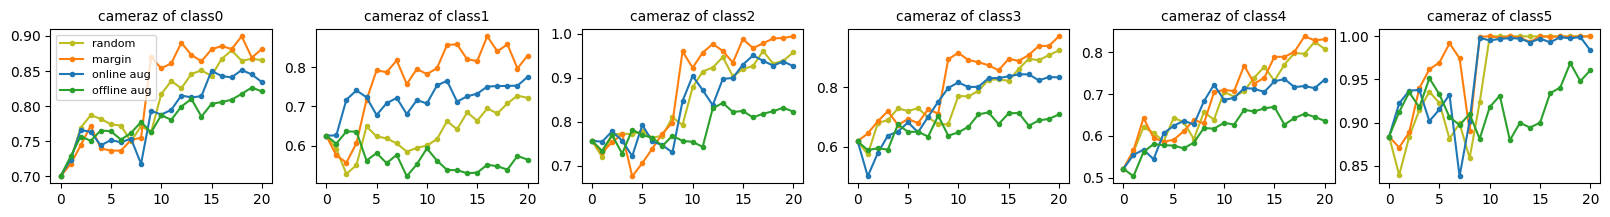 cameraz of class0
0.90
0.85
0.80
0.75
0.70
random
margin
online aug
offline aug
0 5 10 15 20
cameraz of class1
0.8
0.7
0.6
0 5 10 15 20
cameraz of class2
1.0
0.9
0.8
0.7
0 5 10 15 20
cameraz of class3
0.8
0.6
0 5 10 15 20
cameraz of class4
0.8
0.7
0.6
0.5
0 5 10 15 20
cameraz of class5
1.00
0.95
0.90
0.85
0 5 10 15 20